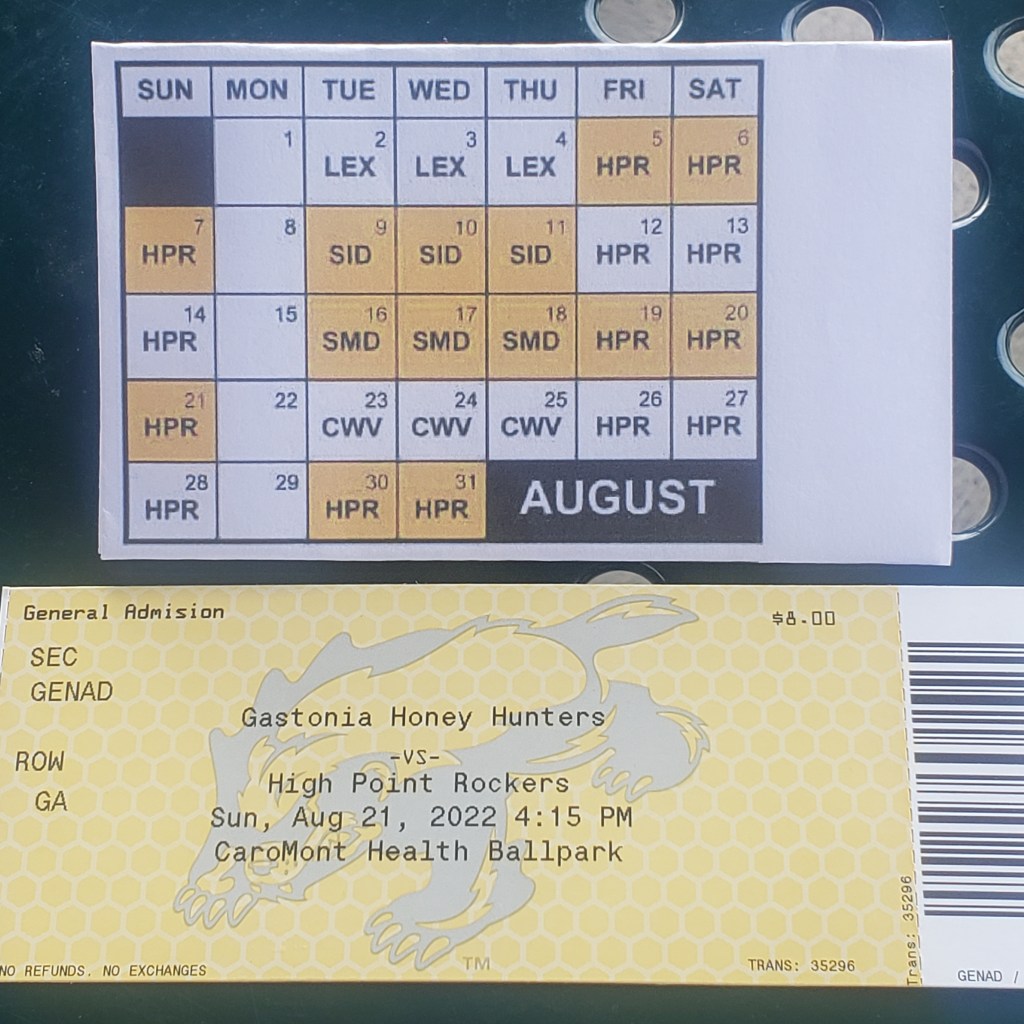 SUN MON TUE WED THU FRI SAT
1 2 3 4 5 6
LEX LEX LEX HPR HPR
7 8 9 10 11 12 13
HPR SID SID SID HPR HPR
14 15 16 17 18 19 20
HPR SMD SMD SMD HPR HPR
21 22 23 24 25 26 27
HPR CWV CWV CWV HPR HPR
28 29 30 31
HPR HPR HPR
AUGUST
General Admision
$8.00
SEC
GENAD
ROW
GA
Gastonia Honey Hunters
-VS-
High Point Rockers
Sun, Aug 21, 2022 4:15 PM
CaroMont Health Ballpark
NO REFUNDS. NO EXCHANGES
TM
TRANS: 35296
Trans: 35296
GENAD /